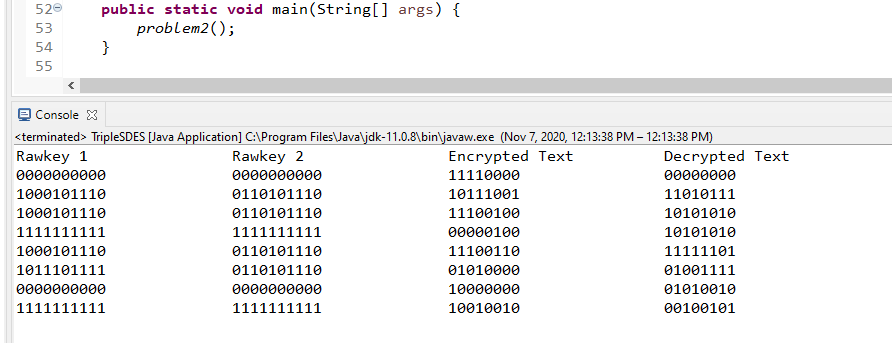 52 public static void main(String[] args) {
53 problem2();
54 }
55
Console
<terminated> TripleSDES [Java Application] C:\Program Files\Java\jdk-11.0.8\bin\javaw.exe (Nov 7, 2020, 12:13:38 PM – 12:13:38 PM)
Rawkey 1 Rawkey 2 Encrypted Text Decrypted Text
0000000000 0000000000 11110000 00000000
1000101110 0110101110 10111001 11010111
1000101110 0110101110 11100100 10101010
1111111111 1111111111 00000100 10101010
1000101110 0110101110 11100110 11111101
1011101111 0110101110 01010000 01001111
0000000000 0000000000 10000000 01010010
1111111111 1111111111 10010010 00100101